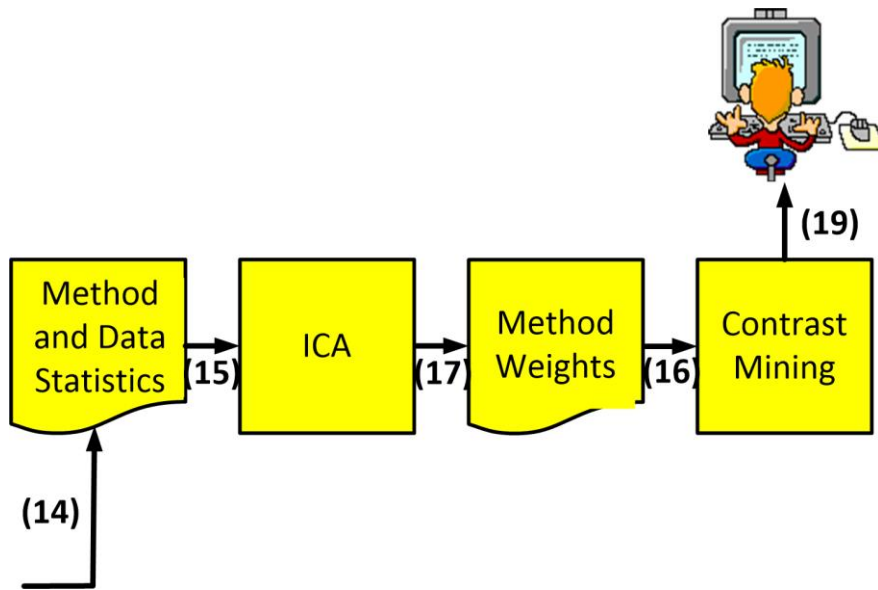 (19)
Method
and Data
Statistics
(15)
ICA
(17)
Method
Weights
(16)
Contrast
Mining
(14)